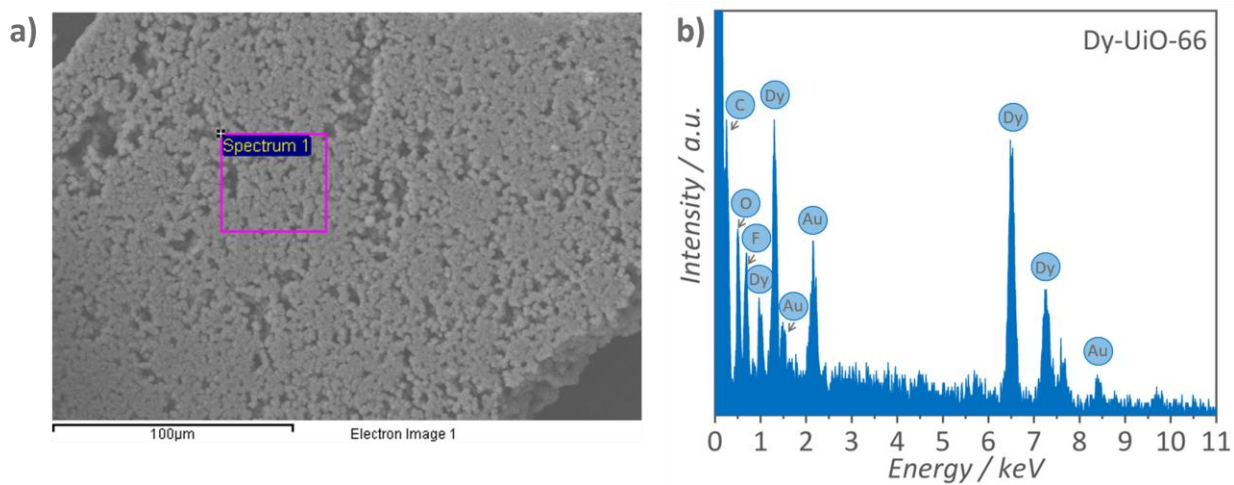 a)
Spectrum 1
100μm Electron Image 1
b)
Dy-UiO-66
C
Dy
Dy
O
F
Dy
Au
Au
Dy
Au
Intensity / a.u.
0 1 2 3 4 5 6 7 8 9 10 11
Energy / keV